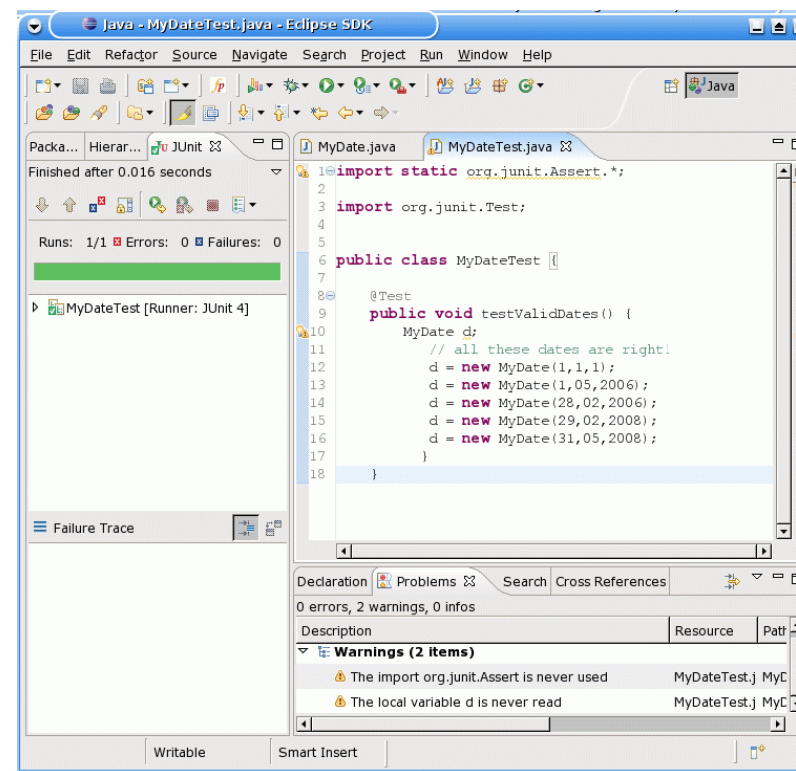 Java - MyDateTest.java - Eclipse SDK
File Edit Refactor Source Navigate Search Project Run Window Help
Java
Packa... Hierar... JUnit
MyDate.java MyDateTest.java
Finished after 0.016 seconds
Runs: 1/1 Errors: 0 Failures: 0
MyDateTest [Runner: JUnit 4]
Failure Trace
1 import static org.junit.Assert.*;
2
3 import org.junit.Test;
4
5
6 public class MyDateTest {
7
8 @Test
9 public void testValidDates() {
10 MyDate d;
11 // all these dates are right!
12 d = new MyDate(1,1,1);
13 d = new MyDate(1,05,2006);
14 d = new MyDate(28,02,2006);
15 d = new MyDate(29,02,2008);
16 d = new MyDate(31,05,2008);
17 }
18 }
Declaration Problems Search Cross References
0 errors, 2 warnings, 0 infos
Description Resource Path
Warnings (2 items)
The import org.junit.Assert is never used MyDateTest.j MyD
The local variable d is never read MyDateTest.j MyD
Writable Smart Insert